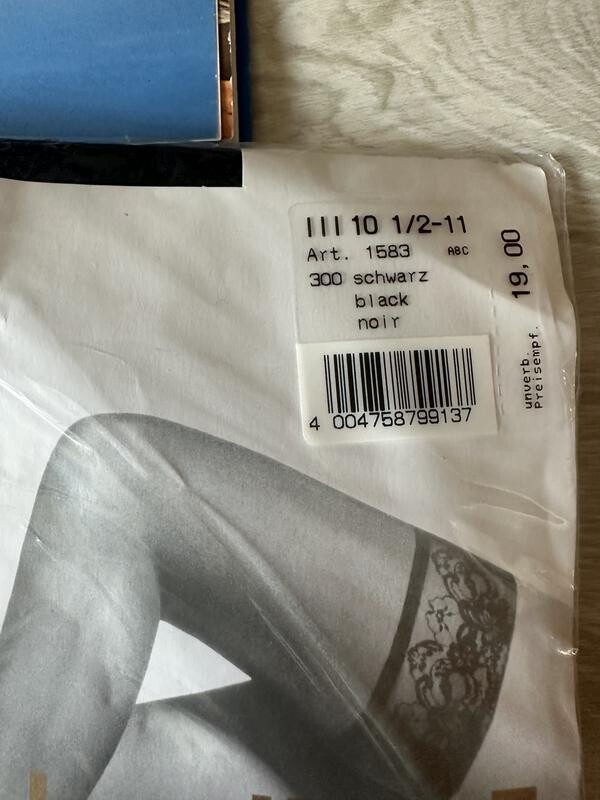 III 10 1/2-11
Art. 1583 ABC
300 schwarz
black
noir
4 004758799137
unverb.
Preisempf. 19,00